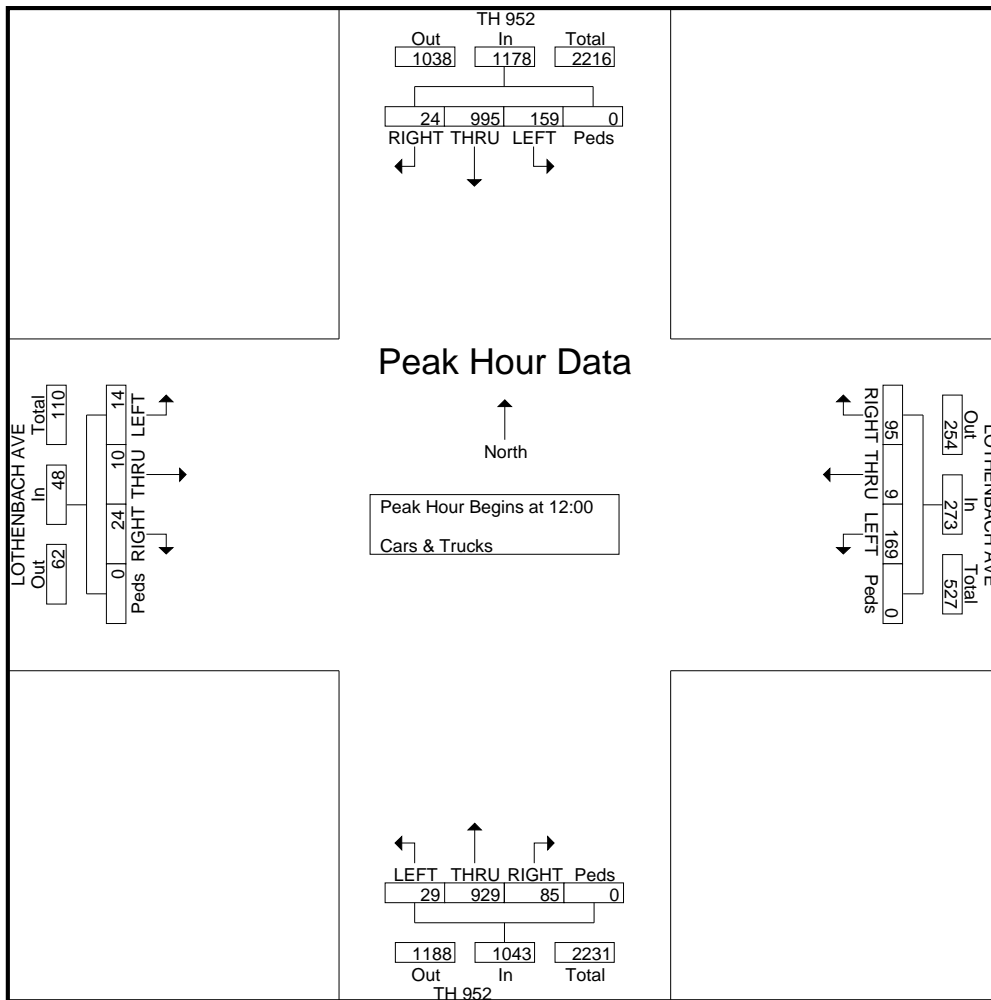 TH 952
Out In Total
1038 1178 2216
24 995 159 0
RIGHT THRU LEFT Peds
Peak Hour Data
North
Peak Hour Begins at 12:00
Cars & Trucks
LOTHENBACH AVE
Total In Out
110 48 62
14 10 24 0
LEFT THRU RIGHT Peds
LOTHENBACH AVE
Out In Total
254 273 527
95 9 169 0
RIGHT THRU LEFT Peds
LEFT THRU RIGHT Peds
29 929 85 0
1188 1043 2231
Out In Total
TH 952